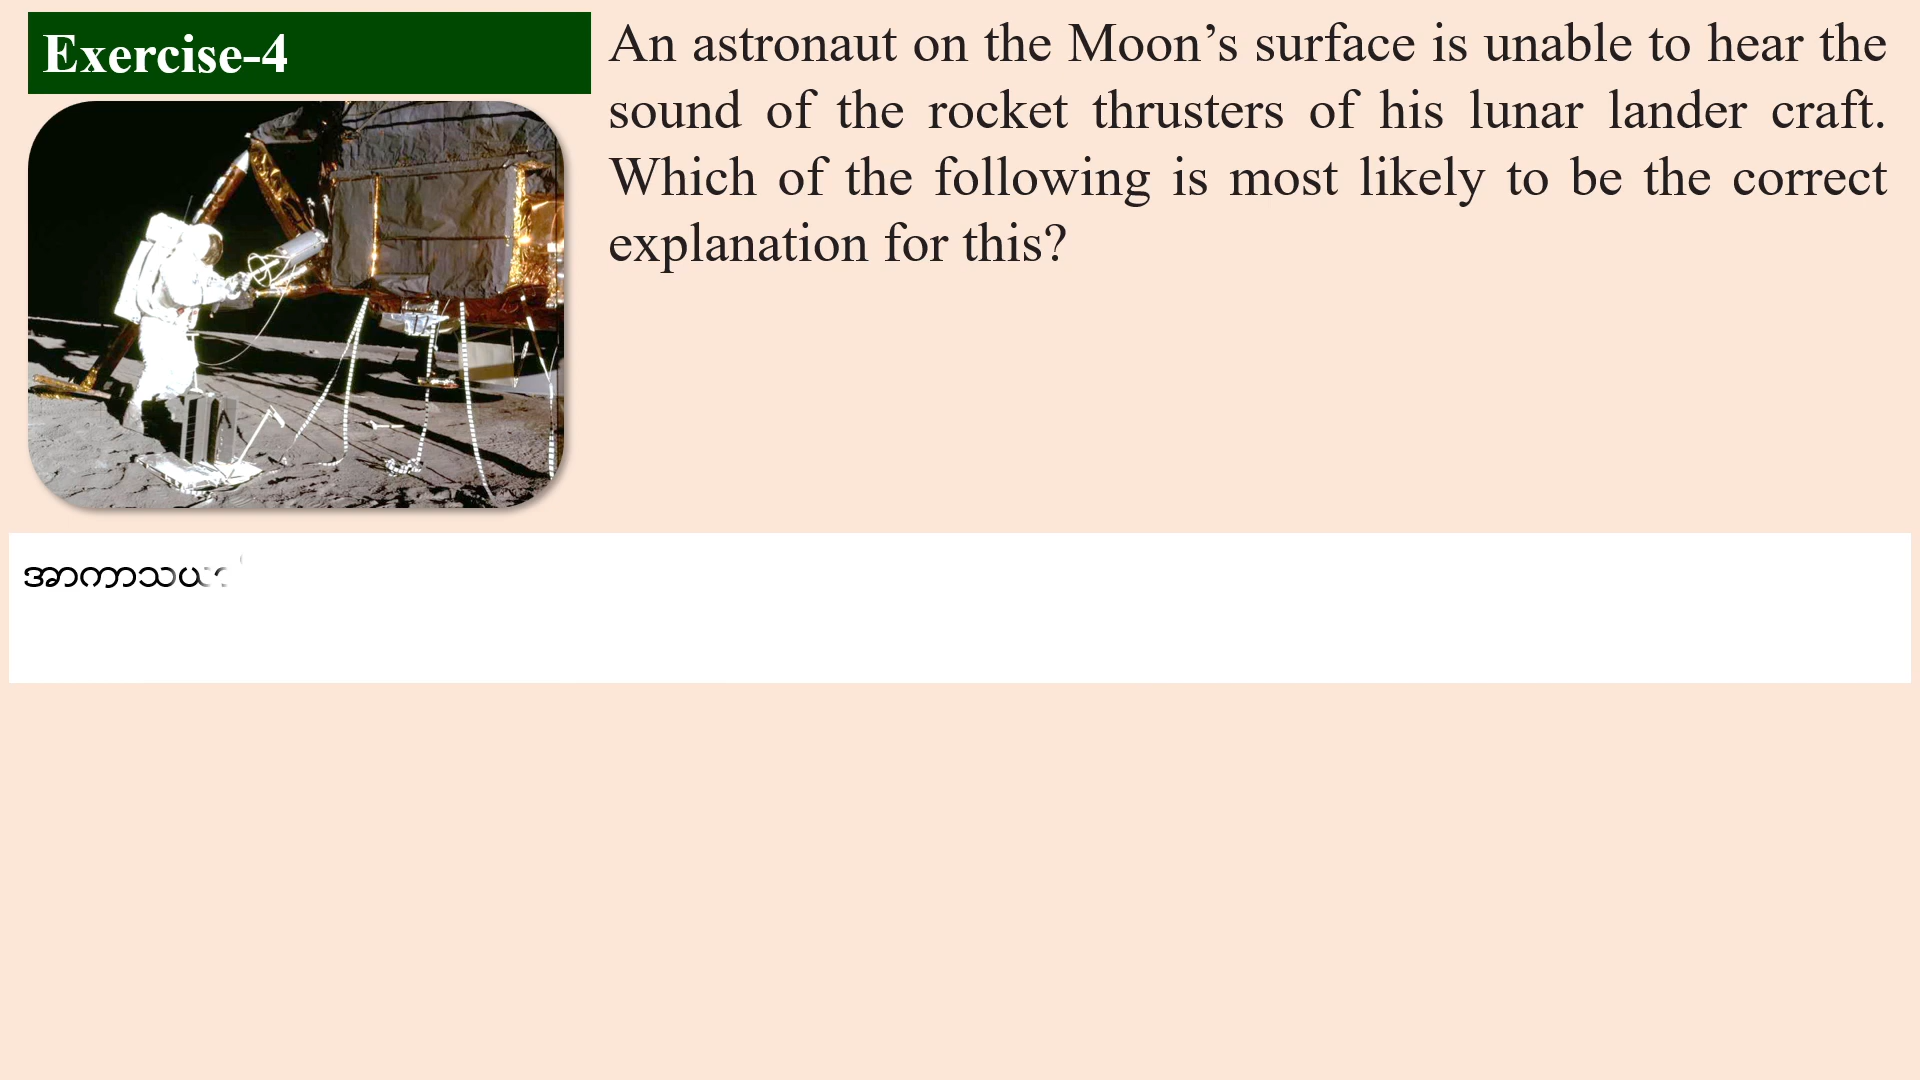 Exercise-4
An astronaut on the Moon’s surface is unable to hear the
sound of the rocket thrusters of his lunar lander craft.
Which of the following is most likely to be the correct
explanation for this?